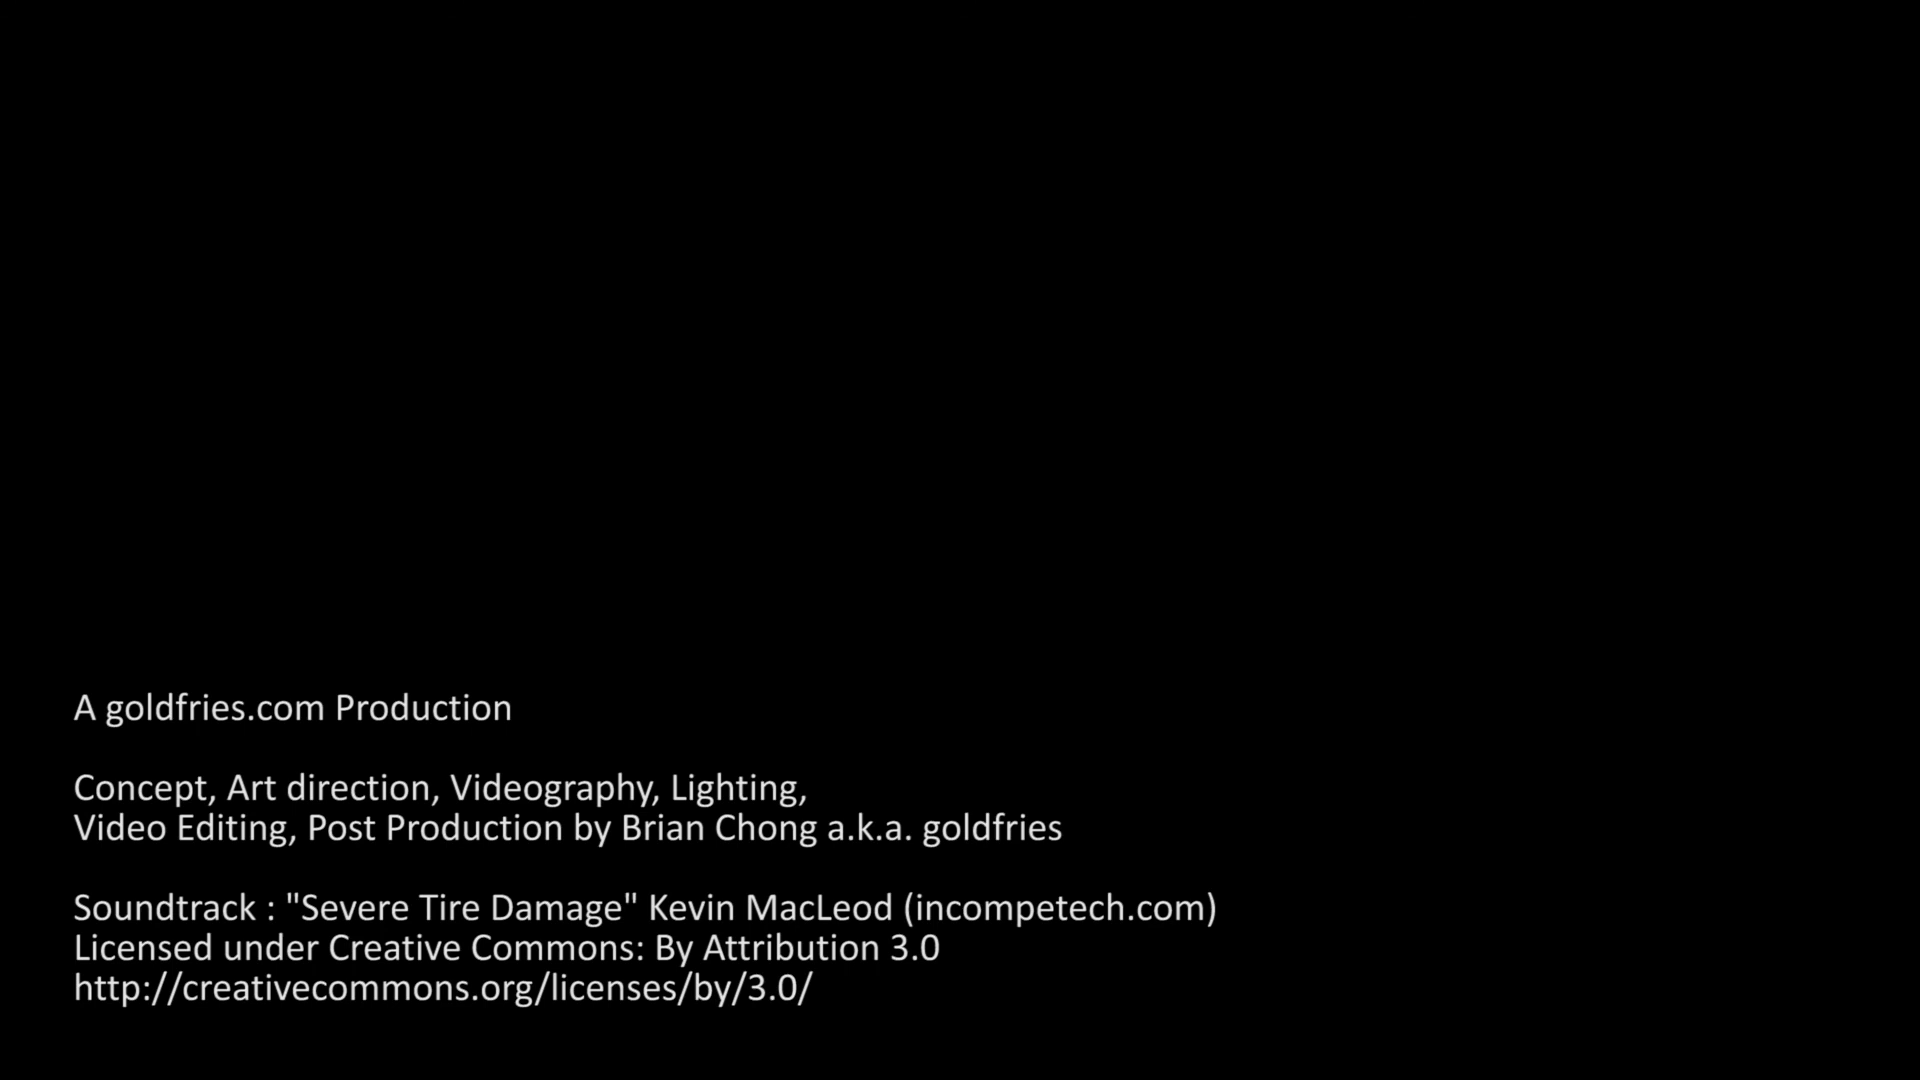 A goldfries.com Production
Concept, Art direction, Videography, Lighting,
Video Editing, Post Production by Brian Chong a.k.a. goldfries
Soundtrack : "Severe Tire Damage" Kevin MacLeod (incompetech.com)
Licensed under Creative Commons: By Attribution 3.0
http://creativecommons.org/licenses/by/3.0/